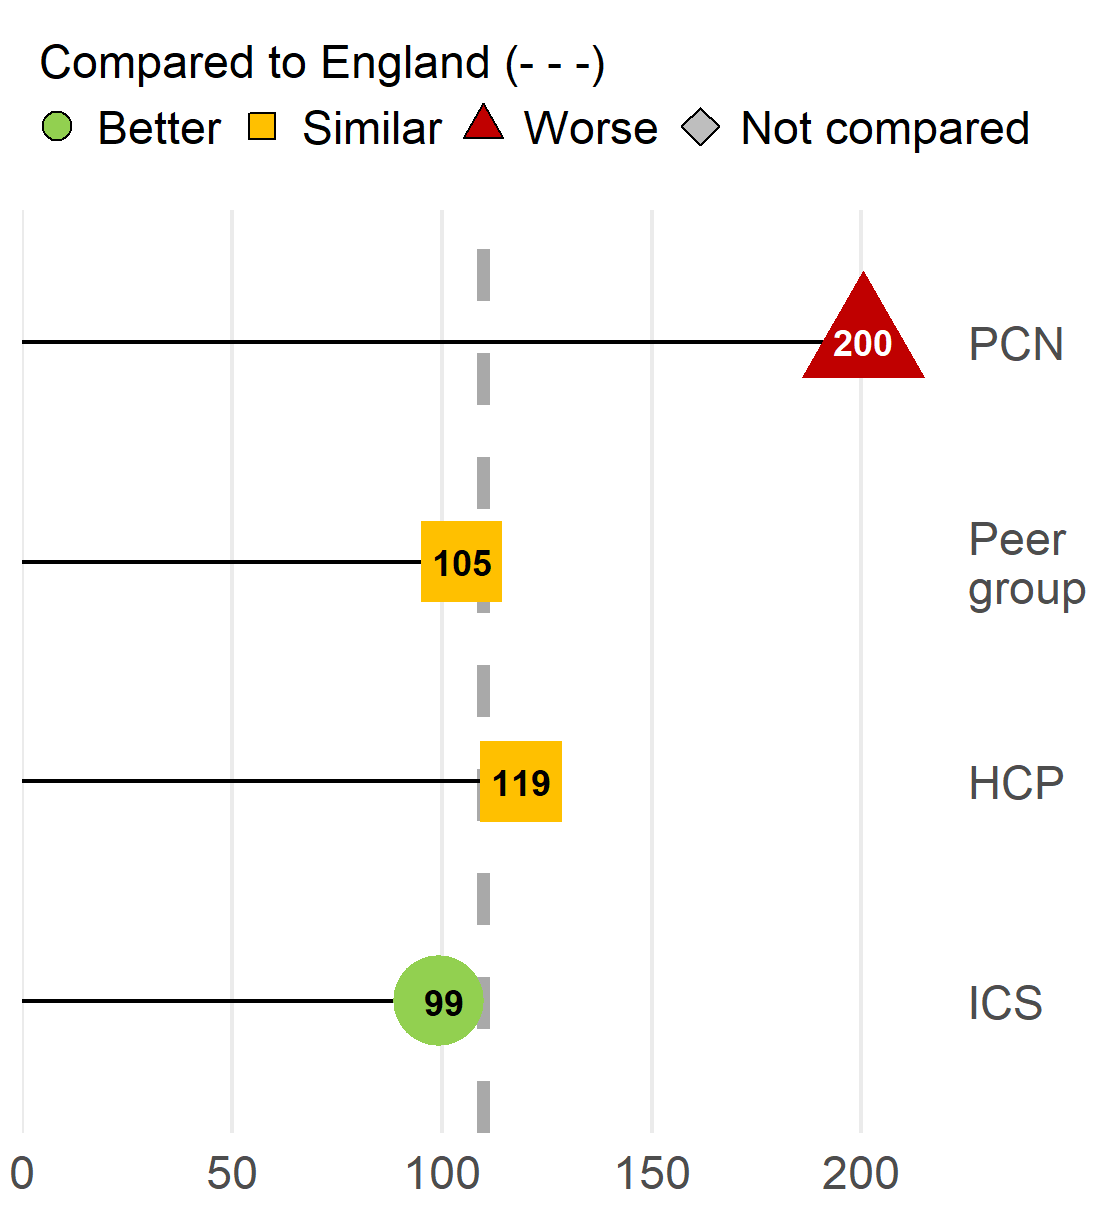 Compared to England (- - -)
Better Similar Worse Not compared
200 PCN
105 Peer
group
119 HCP
99 ICS
0 50 100 150 200